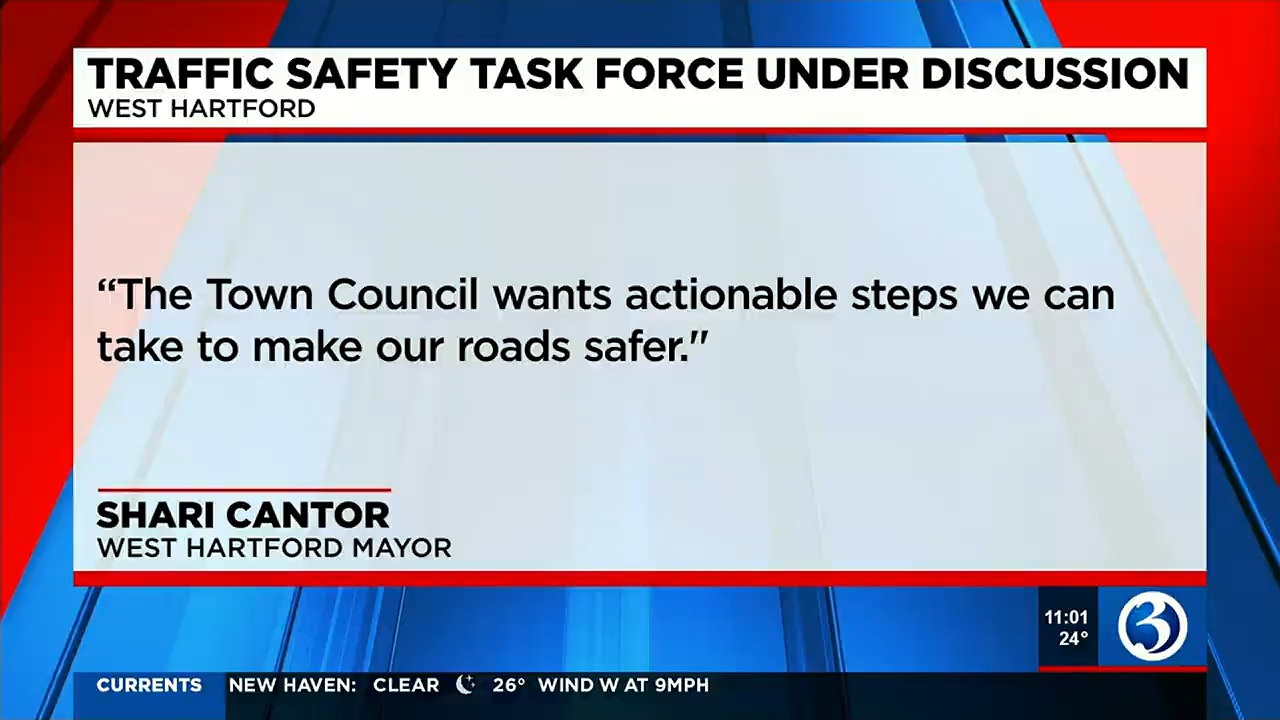 TRAFFIC SAFETY TASK FORCE UNDER DISCUSSION
WEST HARTFORD
“The Town Council wants actionable steps we can
take to make our roads safer."
SHARI CANTOR
WEST HARTFORD MAYOR
11:01
24°
3
CURRENTS NEW HAVEN: CLEAR 26° WIND W AT 9MPH